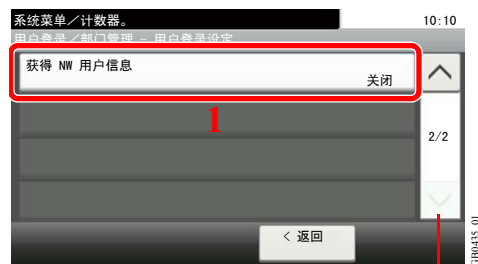 系统菜单/计数器。
10:10
用户登录/部门管理 - 用户登录设定
获得 NW 用户信息
关闭
1
2/2
< 返回
GB0435_01